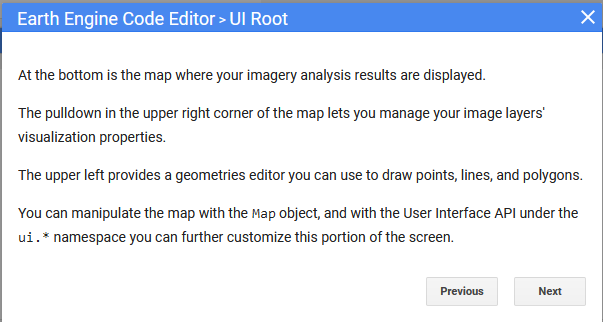 Earth Engine Code Editor > UI Root
At the bottom is the map where your imagery analysis results are displayed.
The pulldown in the upper right corner of the map lets you manage your image layers'
visualization properties.
The upper left provides a geometries editor you can use to draw points, lines, and polygons.
You can manipulate the map with the Map object, and with the User Interface API under the
ui.* namespace you can further customize this portion of the screen.
Previous Next